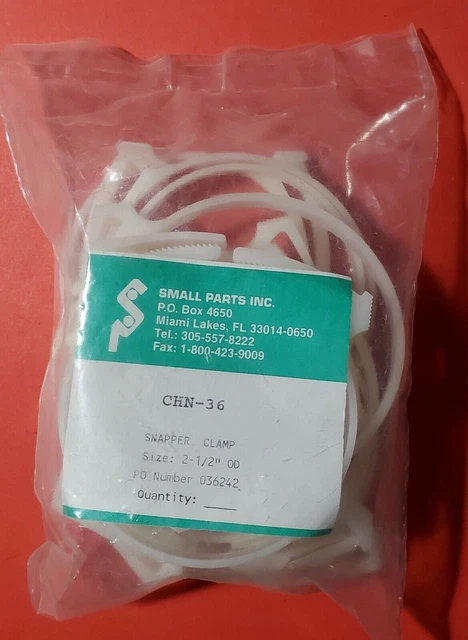 SMALL PARTS INC.
P.O. Box 4650
Miami Lakes, FL 33014-0650
Tel.: 305-557-8222
Fax: 1-800-423-9009
CHN-36
SNAPPER CLAMP
Size: 2-1/2" OD
PO Number 036242
Quantity: ____